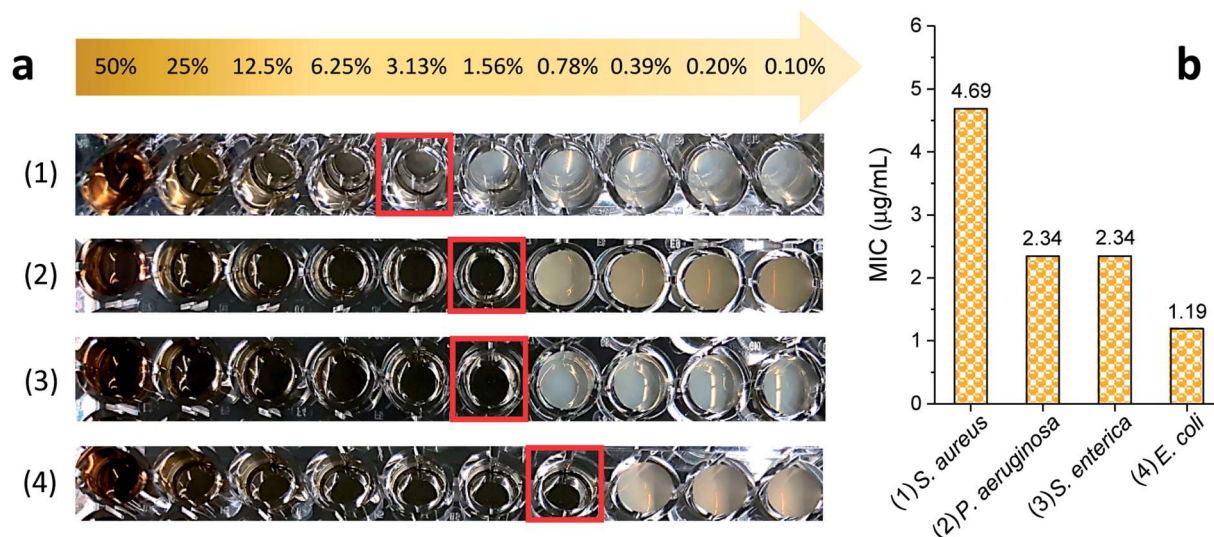 a
50% 25% 12.5% 6.25% 3.13% 1.56% 0.78% 0.39% 0.20% 0.10%
(1)
(2)
(3)
(4)
b
MIC (µg/mL)
6
5
4
3
2
1
0
4.69
2.34
2.34
1.19
(1) S. aureus
(2) P. aeruginosa
(3) S. enterica
(4) E. coli